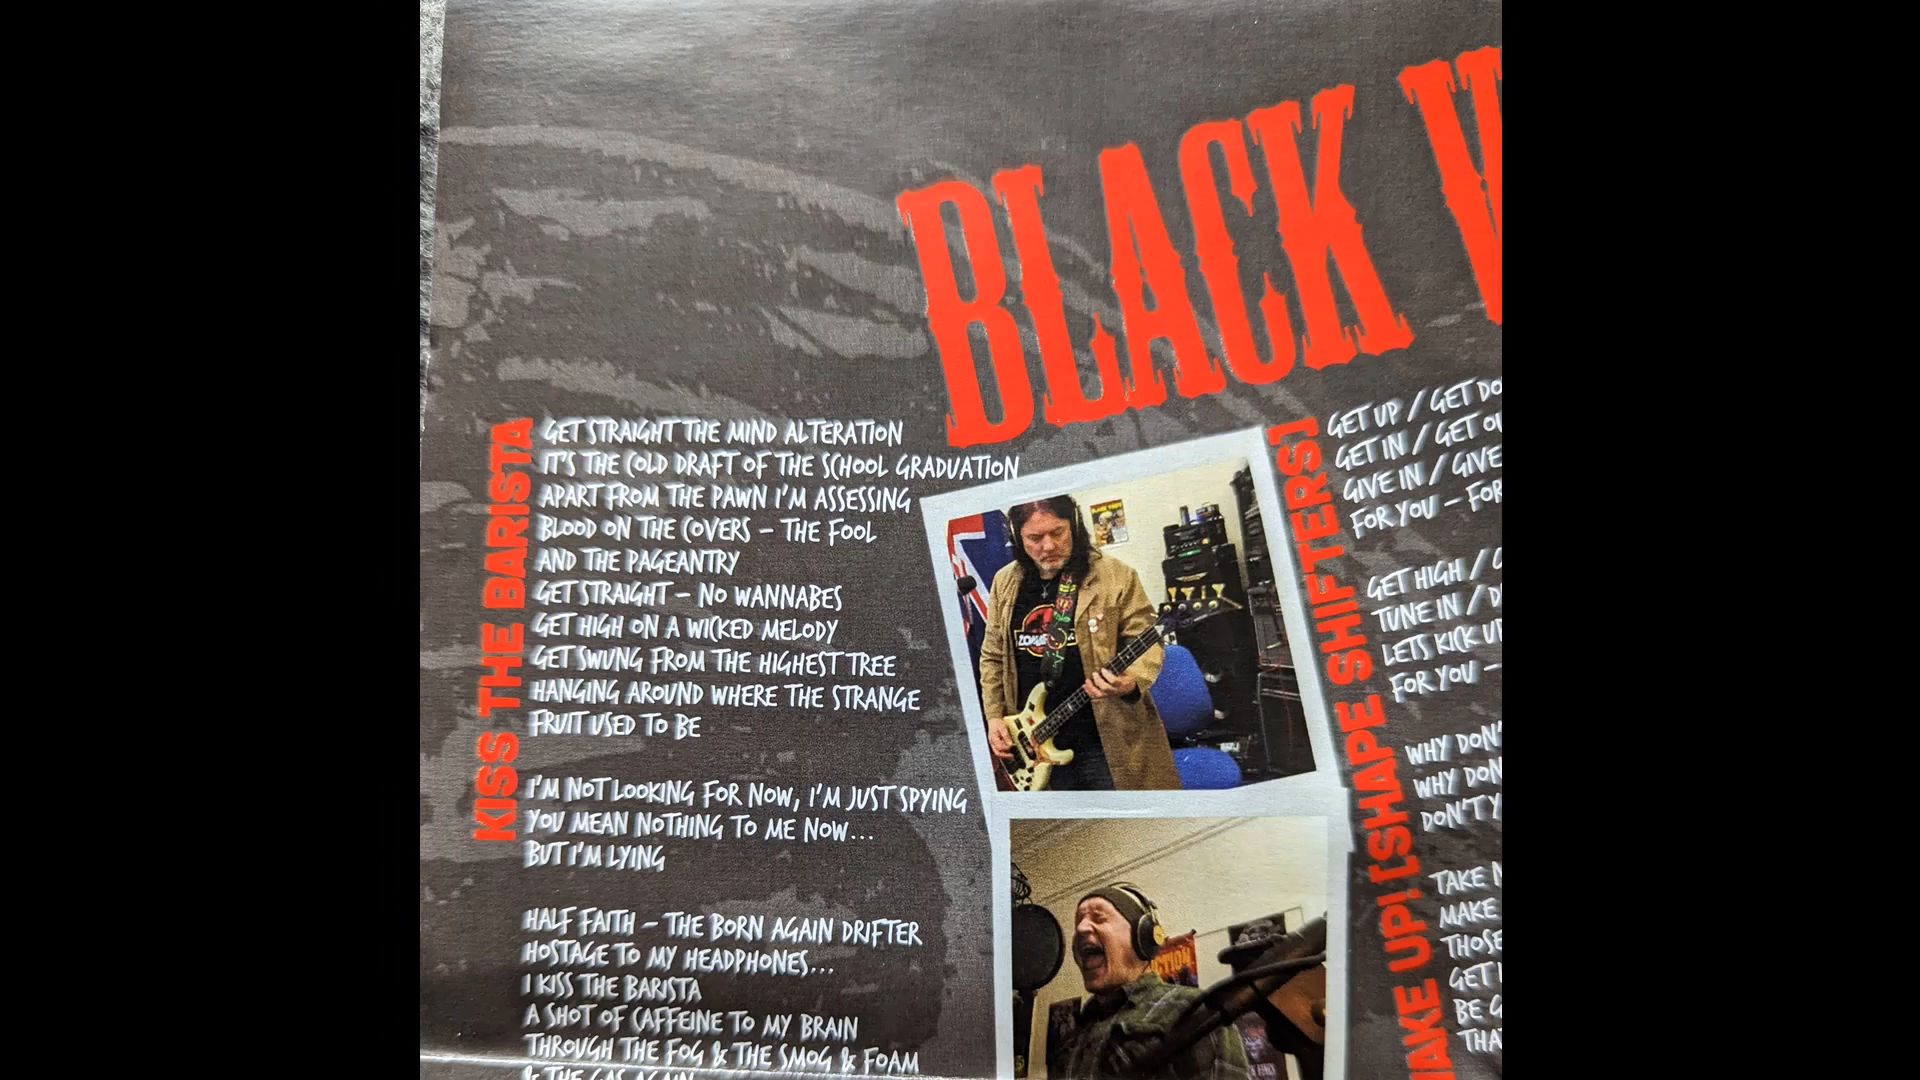 BLACK
KISS THE BARISTA
GET STRAIGHT THE MIND ALTERATION
IT'S THE COLD DRAFT OF THE SCHOOL GRADUATION
APART FROM THE PAWN I'M ASSESSING
BLOOD ON THE COVERS – THE FOOL
AND THE PAGEANTRY
GET STRAIGHT – NO WANNABES
GET HIGH ON A WICKED MELODY
GET SWUNG FROM THE HIGHEST TREE
HANGING AROUND WHERE THE STRANGE
FRUIT USED TO BE
I'M NOT LOOKING FOR NOW, I'M JUST SPYING
YOU MEAN NOTHING TO ME NOW...
BUT I'M LYING
HALF FAITH – THE BORN AGAIN DRIFTER
HOSTAGE TO MY HEADPHONES...
I KISS THE BARISTA
A SHOT OF CAFFEINE TO MY BRAIN
THROUGH THE FOG & THE SMOG & FOAM
& THE GAS AGAIN
UP! [SHAPE SHIFTERS]
GET UP / GET
GET IN / GET
GIVE IN / GIVE
FOR YOU –
GET HIGH /
TUNE IN /
LETS KICK
FOR YOU –
WHY
WHY
DON'T
TAKE
MAKE
THOSE
GET
BE